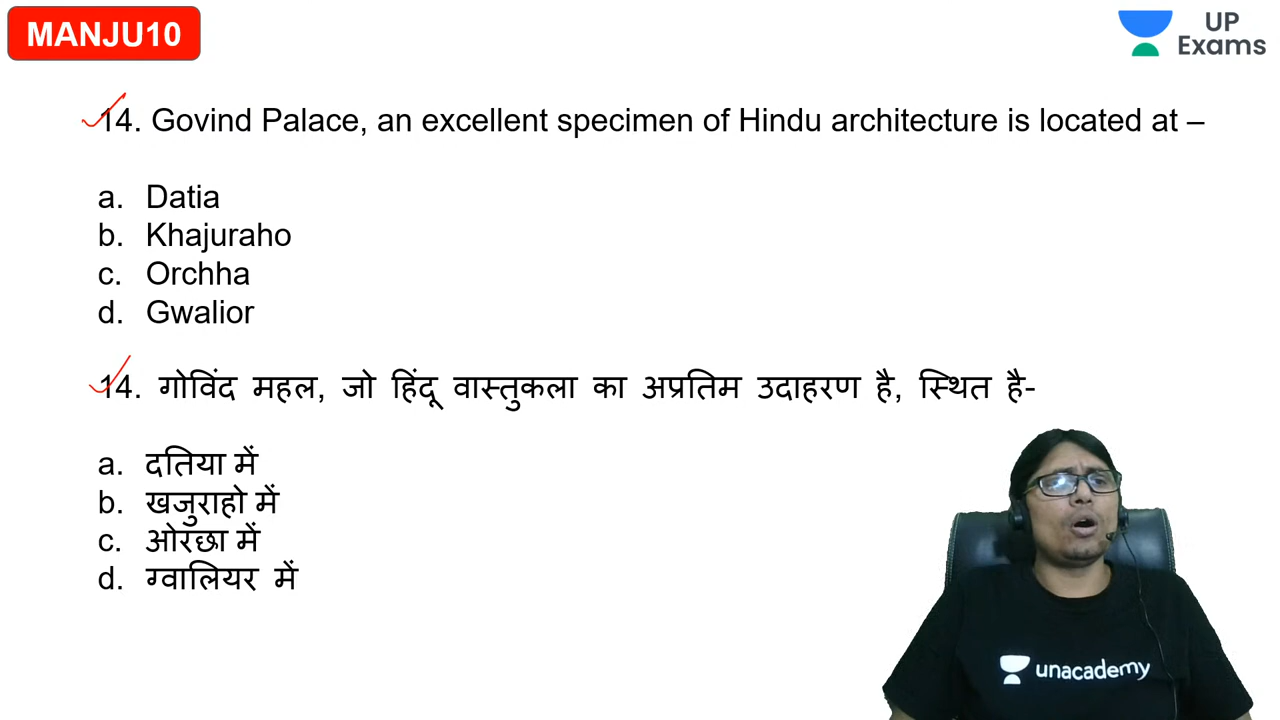 MANJU10
UP
Exams
14. Govind Palace, an excellent specimen of Hindu architecture is located at –
a. Datia
b. Khajuraho
c. Orchha
d. Gwalior
14. गोविंद महल, जो हिंदू वास्तुकला का अप्रतिम उदाहरण है, स्थित है-
a. दतिया में
b. खजुराहो में
c. ओरछा में
d. ग्वालियर में
unacademy